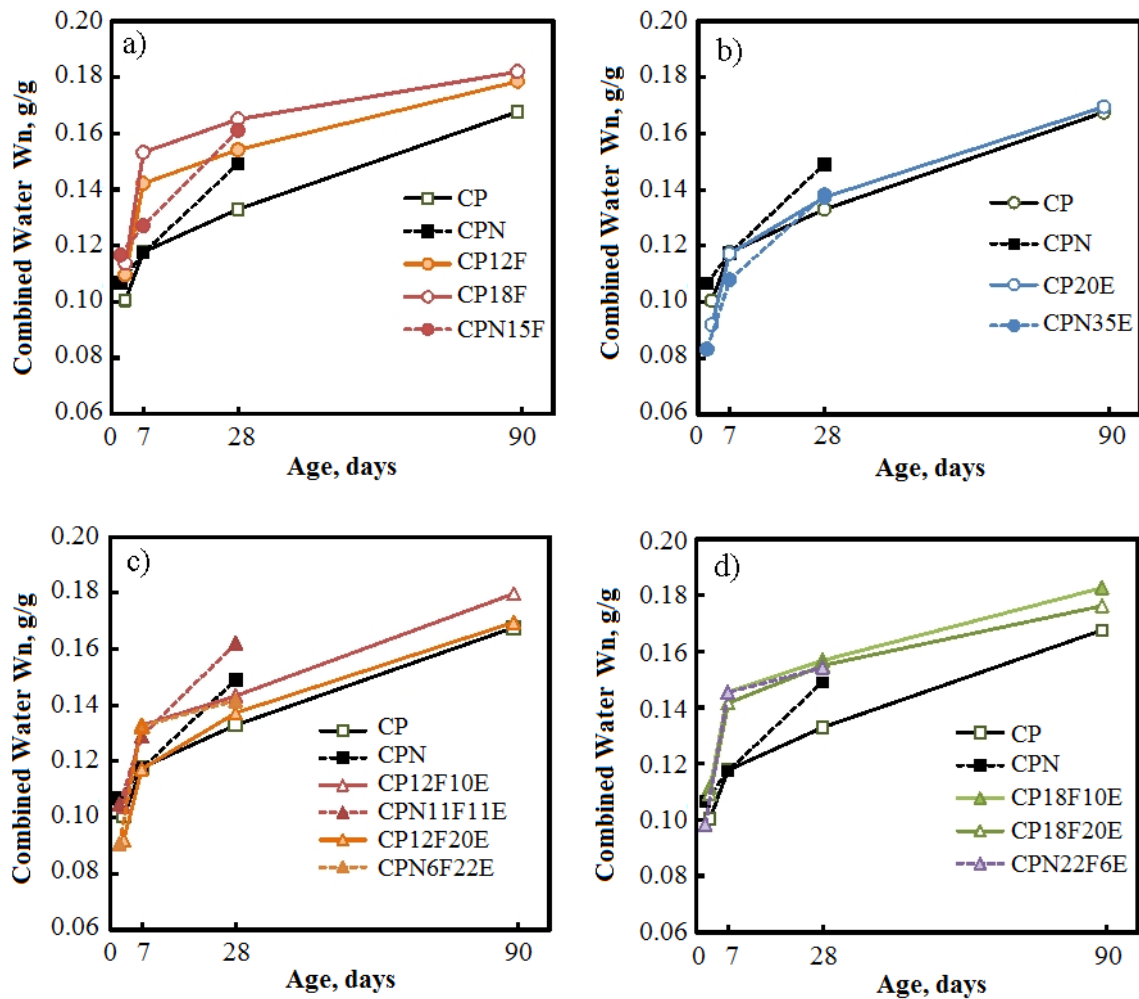 a)
Combined Water Wn, g/g
0.20
0.18
0.16
0.14
0.12
0.10
0.08
0.06
0 7 28 90
Age, days
CP
CPN
CP12F
CP18F
CPN15F
b)
Combined Water Wn, g/g
0.20
0.18
0.16
0.14
0.12
0.10
0.08
0.06
0 7 28 90
Age, days
CP
CPN
CP20E
CPN35E
c)
Combined Water Wn, g/g
0.20
0.18
0.16
0.14
0.12
0.10
0.08
0.06
0 7 28 90
Age, days
CP
CPN
CP12F10E
CPN11F11E
CP12F20E
CPN6F22E
d)
Combined Water Wn, g/g
0.20
0.18
0.16
0.14
0.12
0.10
0.08
0.06
0 7 28 90
Age, days
CP
CPN
CP18F10E
CP18F20E
CPN22F6E